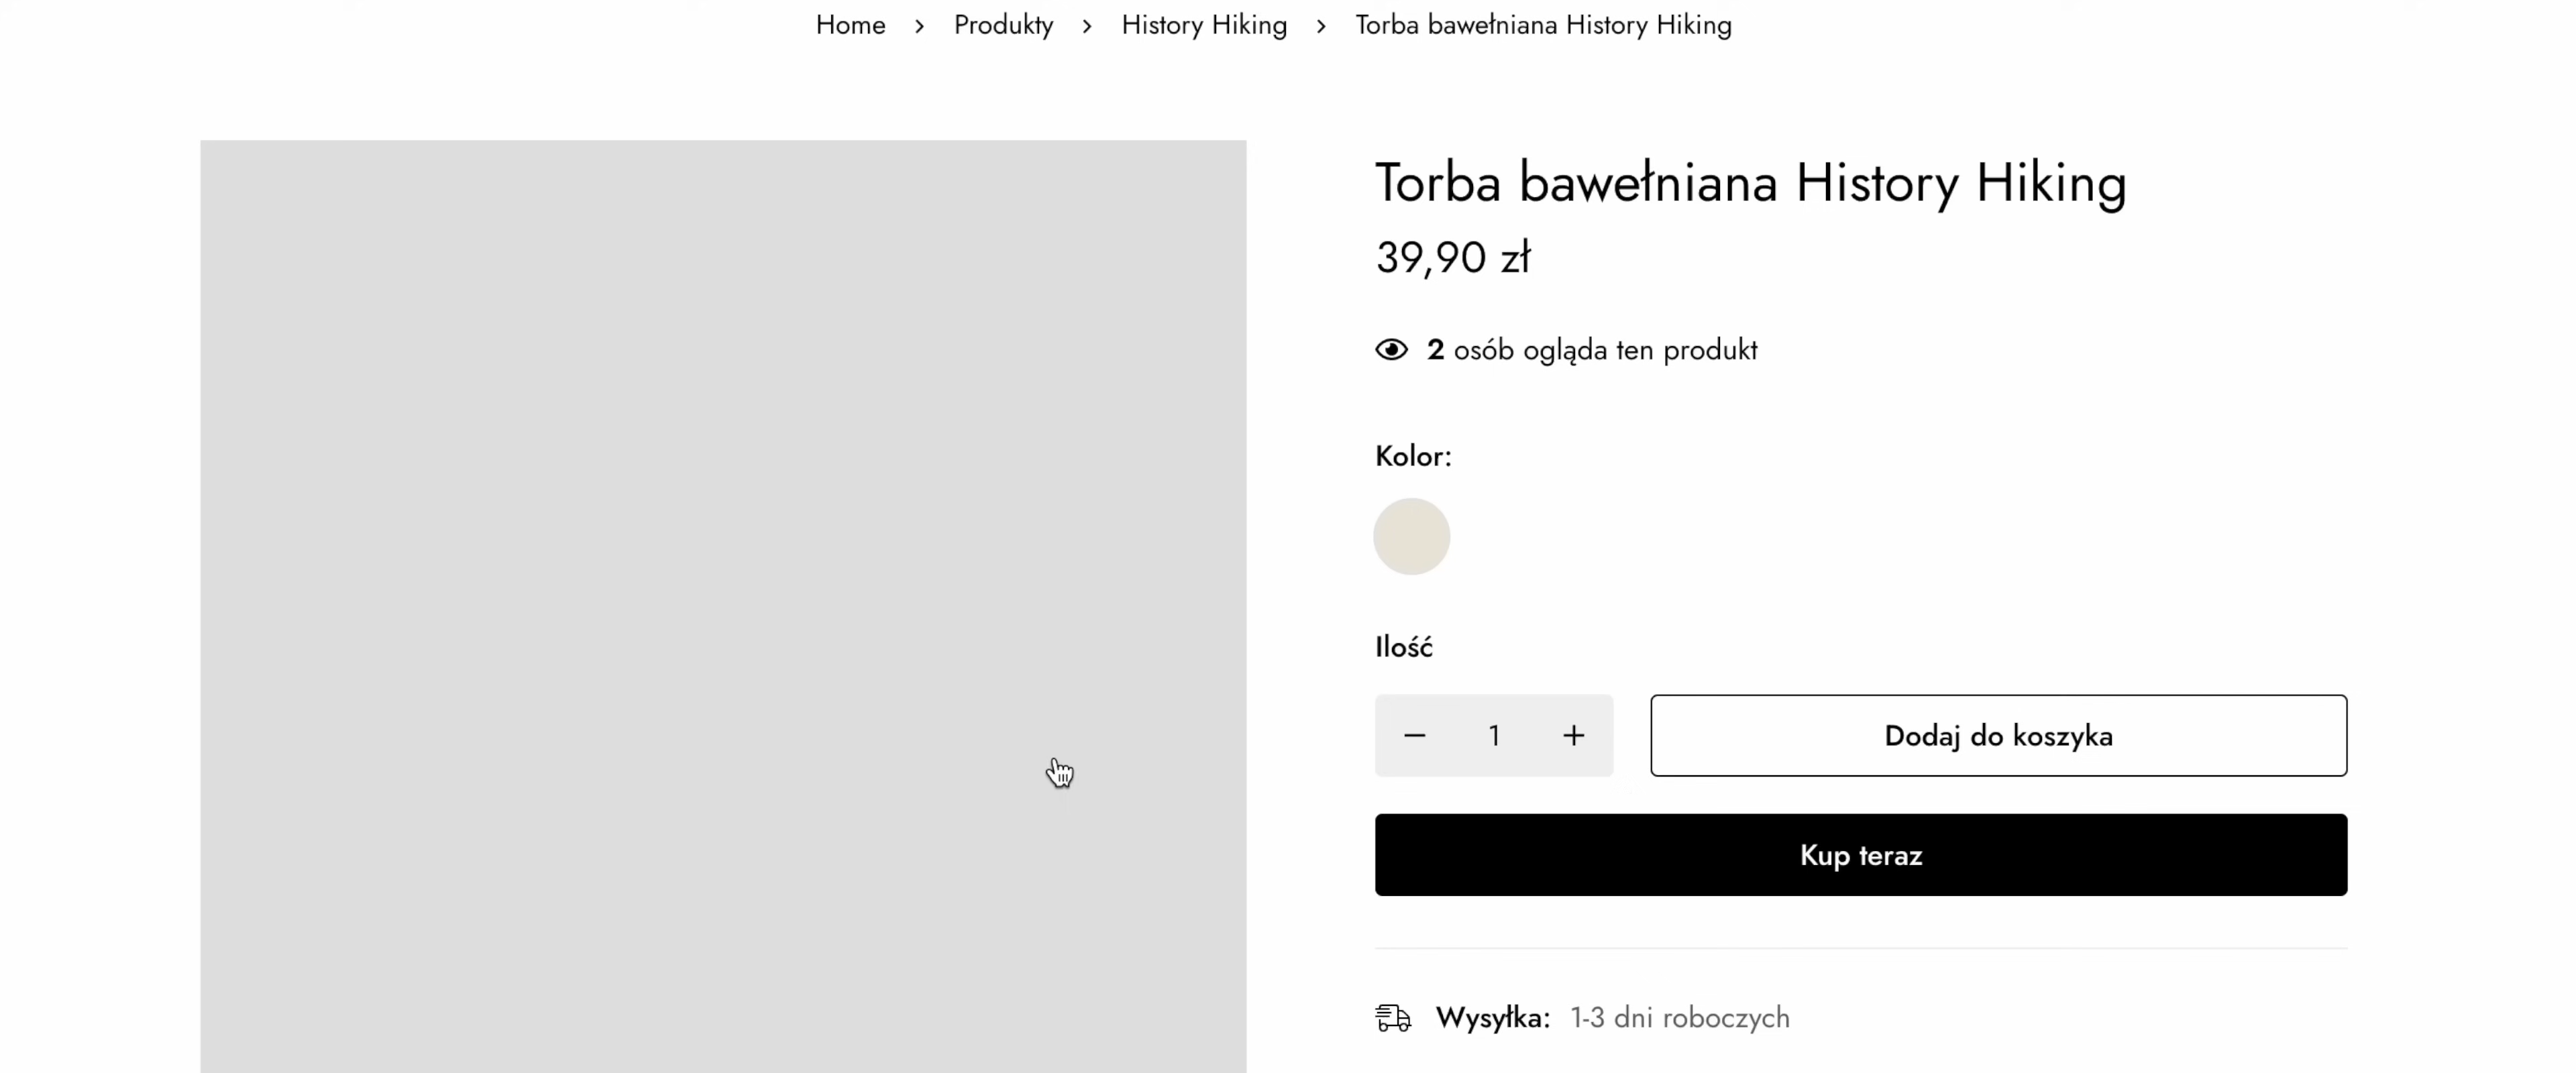 Home > Produkty > History Hiking > Torba bawełniana History Hiking
Torba bawełniana History Hiking
39,90 zł
2 osób ogląda ten produkt
Kolor:
Ilość
− 1 + Dodaj do koszyka
Kup teraz
Wysyłka: 1-3 dni roboczych